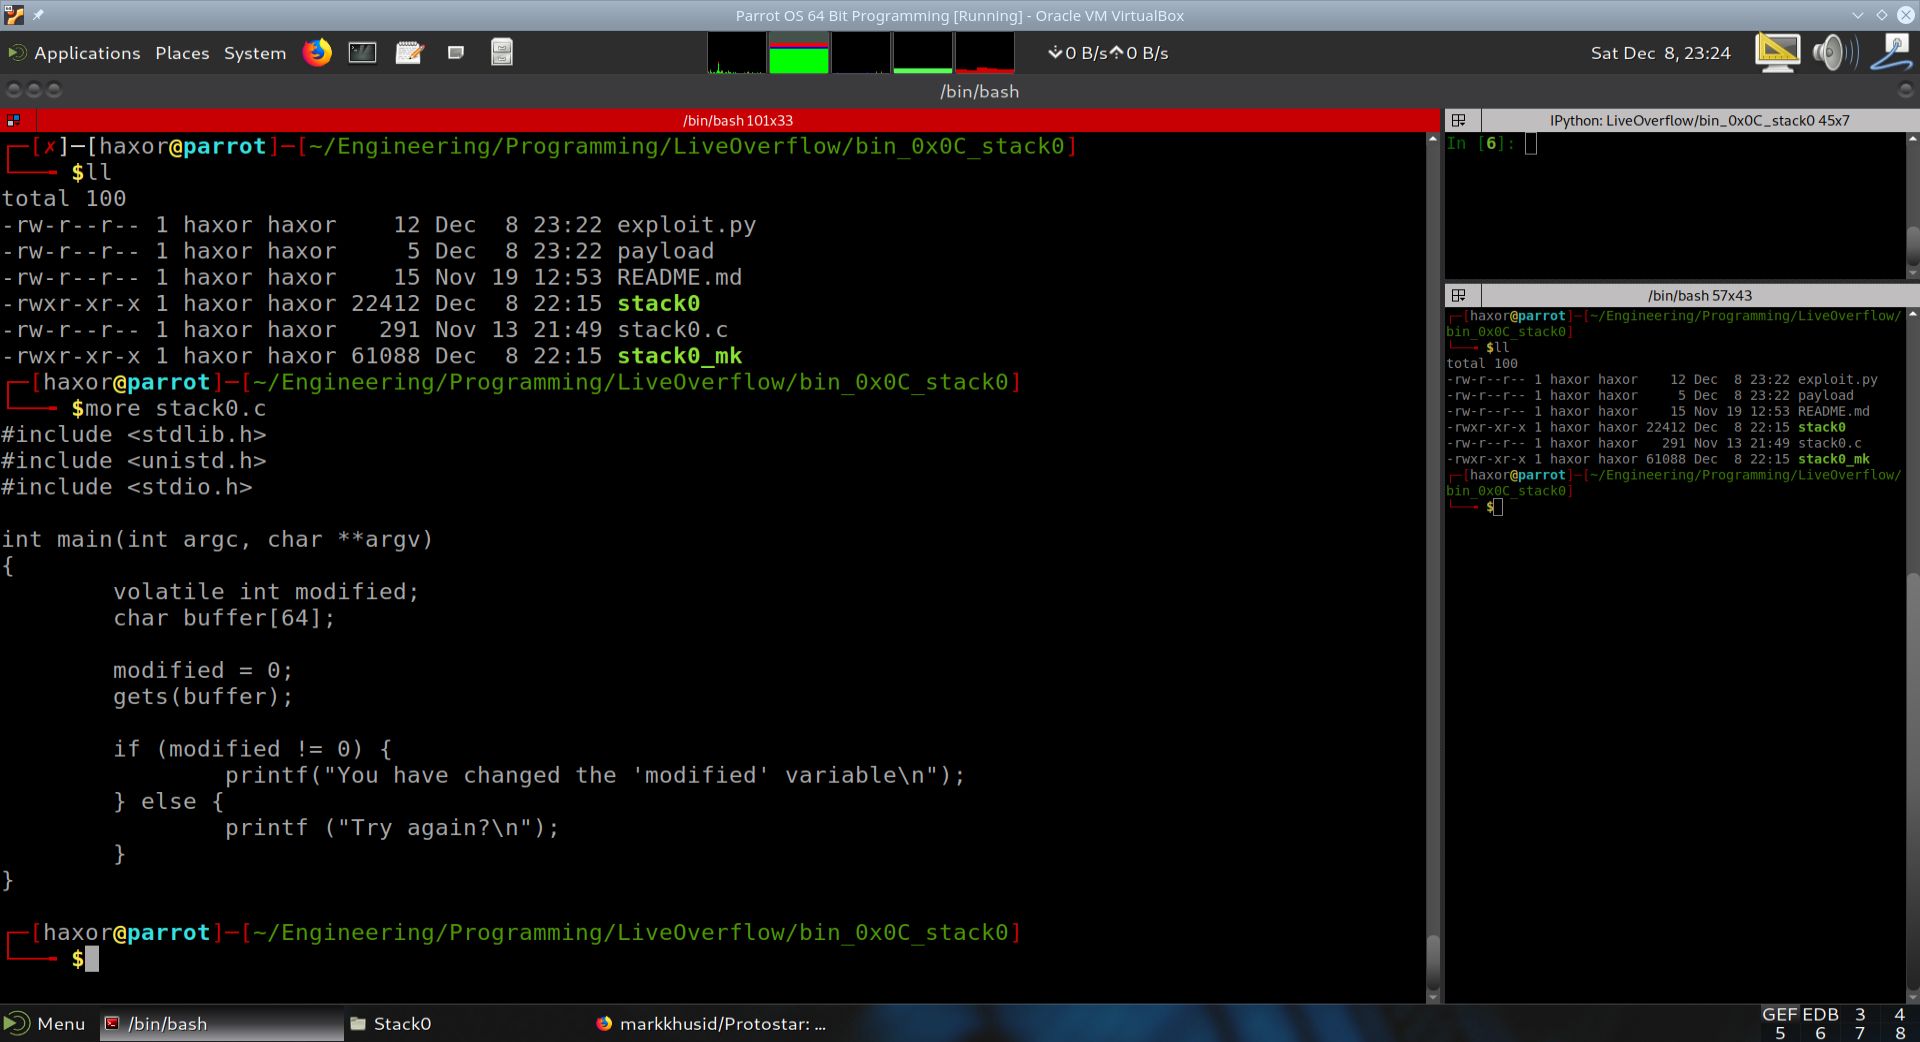 Parrot OS 64 Bit Programming [Running] - Oracle VM VirtualBox
Applications Places System 0 B/s 0 B/s Sat Dec 8, 23:24
/bin/bash
/bin/bash 101x33
[✗]─[haxor@parrot]─[~/Engineering/Programming/LiveOverflow/bin_0x0C_stack0]
$ll
total 100
-rw-r--r-- 1 haxor haxor    12 Dec  8 23:22 exploit.py
-rw-r--r-- 1 haxor haxor     5 Dec  8 23:22 payload
-rw-r--r-- 1 haxor haxor    15 Nov 19 12:53 README.md
-rwxr-xr-x 1 haxor haxor 22412 Dec  8 22:15 stack0
-rw-r--r-- 1 haxor haxor   291 Nov 13 21:49 stack0.c
-rwxr-xr-x 1 haxor haxor 61088 Dec  8 22:15 stack0_mk
[haxor@parrot]─[~/Engineering/Programming/LiveOverflow/bin_0x0C_stack0]
$more stack0.c
#include <stdlib.h>
#include <unistd.h>
#include <stdio.h>
int main(int argc, char **argv)
{
volatile int modified;
char buffer[64];
modified = 0;
gets(buffer);
if (modified != 0) {
printf("You have changed the 'modified' variable\n");
} else {
printf ("Try again?\n");
}
}
[haxor@parrot]─[~/Engineering/Programming/LiveOverflow/bin_0x0C_stack0]
$
IPython: LiveOverflow/bin_0x0C_stack0 45x7
In [6]:
/bin/bash 57x43
[haxor@parrot]─[~/Engineering/Programming/LiveOverflow/
bin_0x0C_stack0]
$ll
total 100
-rw-r--r-- 1 haxor haxor    12 Dec  8 23:22 exploit.py
-rw-r--r-- 1 haxor haxor     5 Dec  8 23:22 payload
-rw-r--r-- 1 haxor haxor    15 Nov 19 12:53 README.md
-rwxr-xr-x 1 haxor haxor 22412 Dec  8 22:15 stack0
-rw-r--r-- 1 haxor haxor   291 Nov 13 21:49 stack0.c
-rwxr-xr-x 1 haxor haxor 61088 Dec  8 22:15 stack0_mk
[haxor@parrot]─[~/Engineering/Programming/LiveOverflow/
bin_0x0C_stack0]
$
Menu /bin/bash Stack0 markkhusid/Protostar: ...
GEF EDB 3 4
5 6 7 8